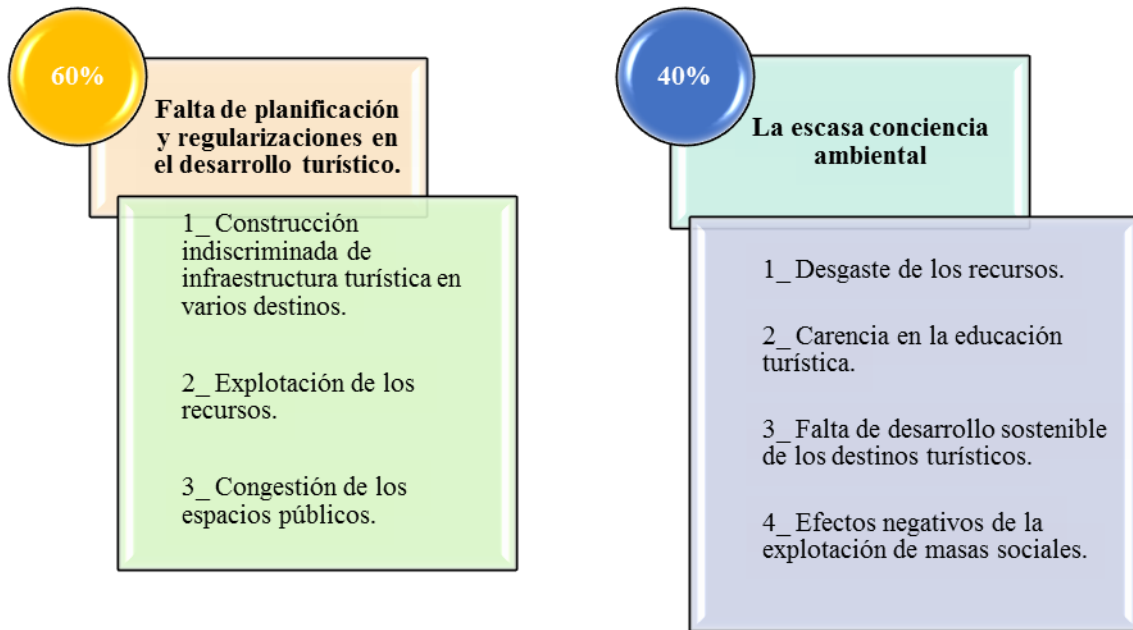 60%
Falta de planificación
y regularizaciones en
el desarrollo turístico.
1_ Construcción
indiscriminada de
infraestructura turística en
varios destinos.
2_ Explotación de los
recursos.
3_ Congestión de los
espacios públicos.
40%
La escasa conciencia
ambiental
1_ Desgaste de los recursos.
2_ Carencia en la educación
turística.
3_ Falta de desarrollo sostenible
de los destinos turísticos.
4_ Efectos negativos de la
explotación de masas sociales.